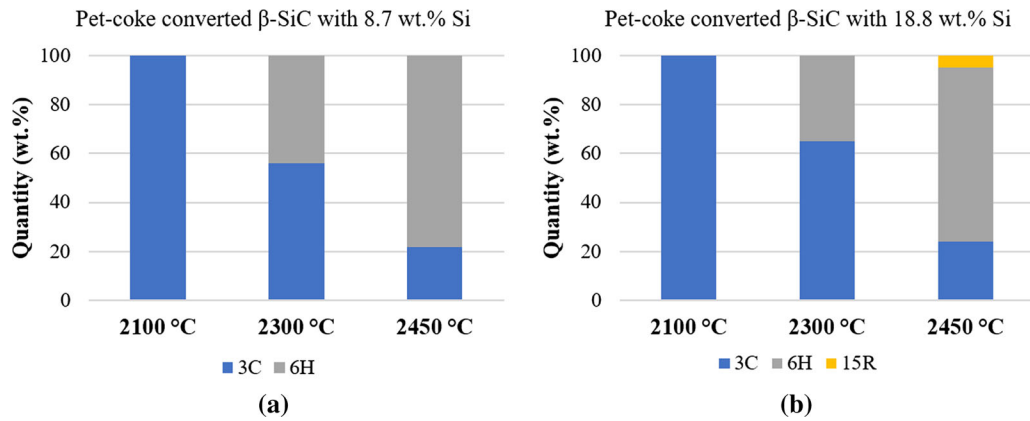 Pet-coke converted β-SiC with 8.7 wt.% Si
Quantity (wt.%)
100
80
60
40
20
0
2100 °C 2300 °C 2450 °C
3C 6H
(a)
Pet-coke converted β-SiC with 18.8 wt.% Si
Quantity (wt.%)
100
80
60
40
20
0
2100 °C 2300 °C 2450 °C
3C 6H 15R
(b)